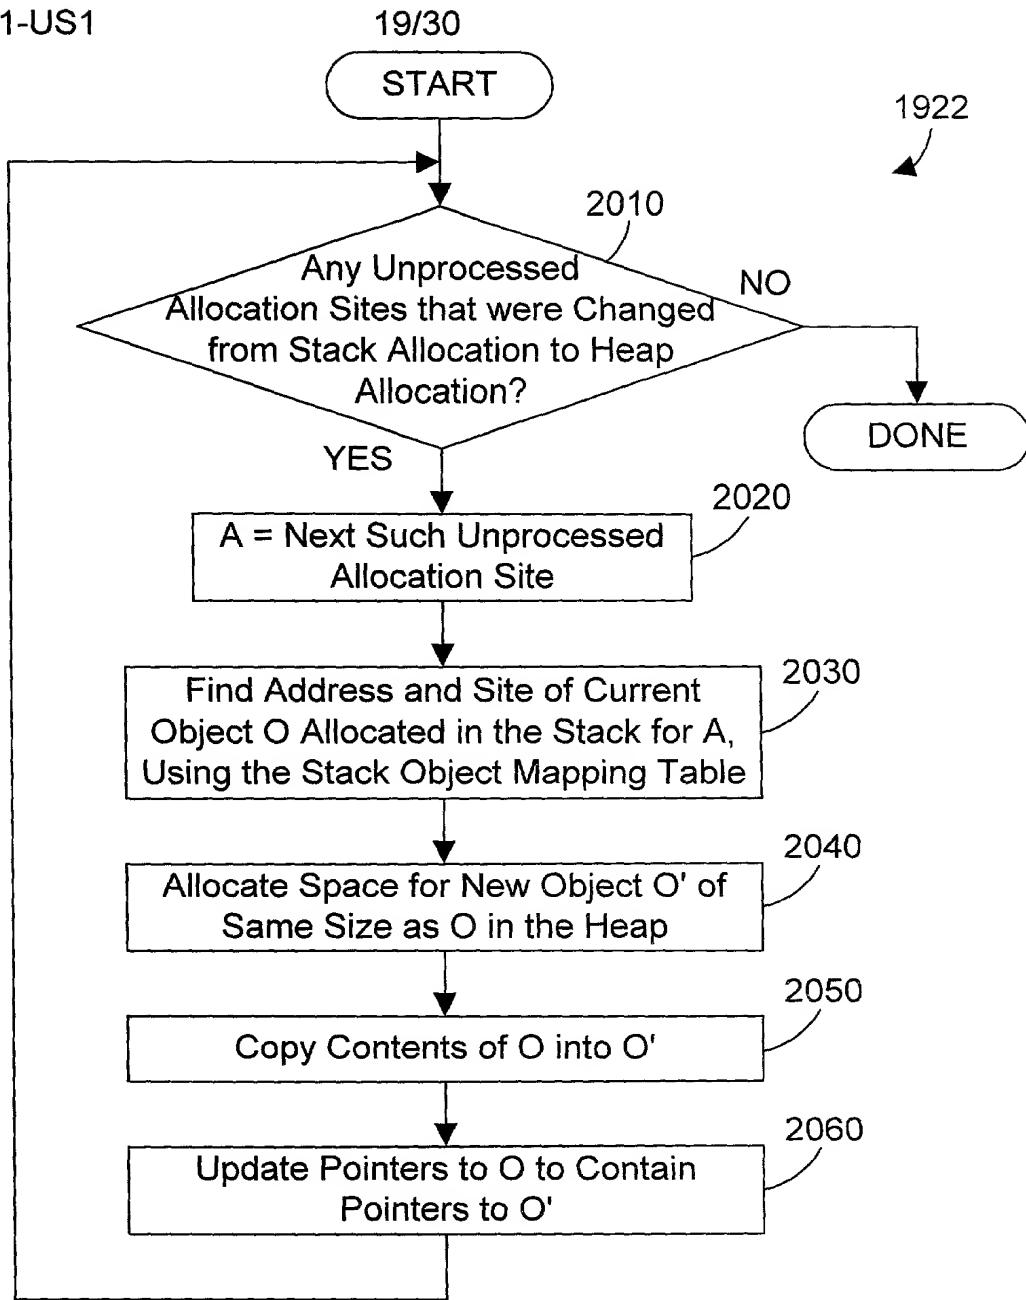 1-US1
19/30
START
1922
2010
Any Unprocessed
Allocation Sites that were Changed
from Stack Allocation to Heap
Allocation?
NO
DONE
YES
2020
A = Next Such Unprocessed
Allocation Site
2030
Find Address and Site of Current
Object O Allocated in the Stack for A,
Using the Stack Object Mapping Table
2040
Allocate Space for New Object O' of
Same Size as O in the Heap
2050
Copy Contents of O into O'
2060
Update Pointers to O to Contain
Pointers to O'